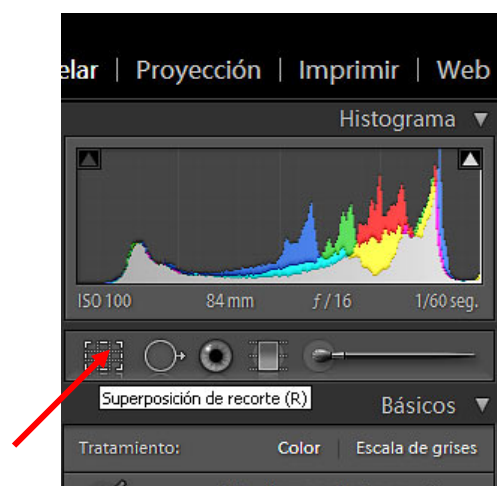 elar | Proyección | Imprimir | Web
Histograma
ISO 100 84 mm f / 16 1/60 seg.
Superposición de recorte (R)
Básicos
Tratamiento: Color Escala de grises